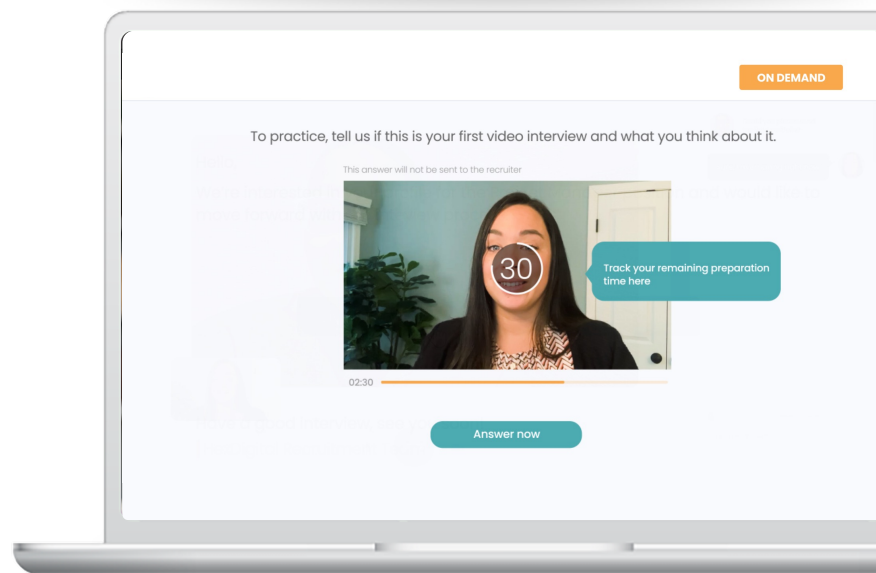 ON DEMAND
To practice, tell us if this is your first video interview and what you think about it.
This answer will not be sent to the recruiter
30
Track your remaining preparation
time here
02:30
Answer now